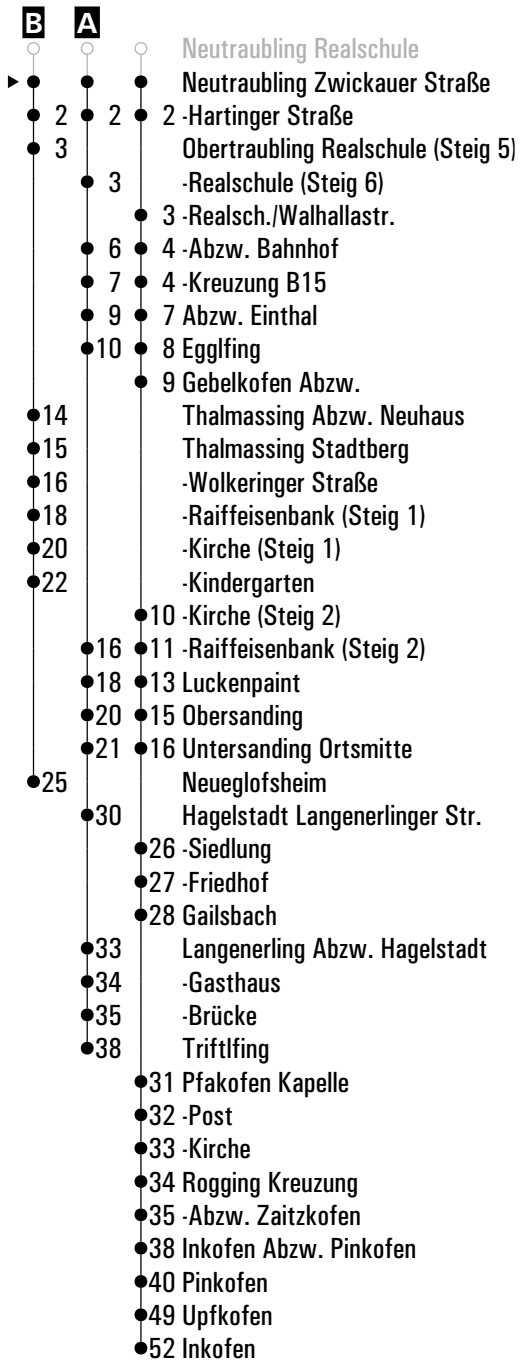 B A
Neutraubling Realschule
Neutraubling Zwickauer Straße
2 2 2 -Hartinger Straße
3 Obertraubling Realschule (Steig 5)
3 -Realschule (Steig 6)
3 -Realsch./Walhallastr.
6 4 -Abzw. Bahnhof
7 4 -Kreuzung B15
9 7 Abzw. Einthal
10 8 Egglfing
9 Gebelkofen Abzw.
14 Thalmassing Abzw. Neuhaus
15 Thalmassing Stadtberg
16 -Wolkeringer Straße
18 -Raiffeisenbank (Steig 1)
20 -Kirche (Steig 1)
22 -Kindergarten
10 -Kirche (Steig 2)
16 11 -Raiffeisenbank (Steig 2)
18 13 Luckenpaint
20 15 Obersanding
21 16 Untersanding Ortsmitte
25 Neueglofsheim
30 Hagelstadt Langenerlinger Str.
26 -Siedlung
27 -Friedhof
28 Gailsbach
33 Langenerling Abzw. Hagelstadt
34 -Gasthaus
35 -Brücke
38 Triftlfing
31 Pfakofen Kapelle
32 -Post
33 -Kirche
34 Rogging Kreuzung
35 -Abzw. Zaitzkofen
38 Inkofen Abzw. Pinkofen
40 Pinkofen
49 Upfkofen
52 Inkofen